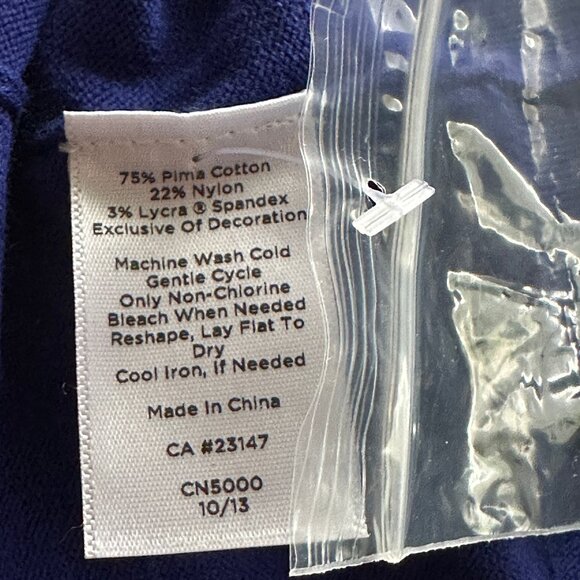 75% Pima Cotton
22% Nylon
3% Lycra ® Spandex
Exclusive Of Decoration
Machine Wash Cold
Gentle Cycle
Only Non-Chlorine
Bleach When Needed
Reshape, Lay Flat To
Dry
Cool Iron, If Needed
Made In China
CA #23147
CN5000
10/13